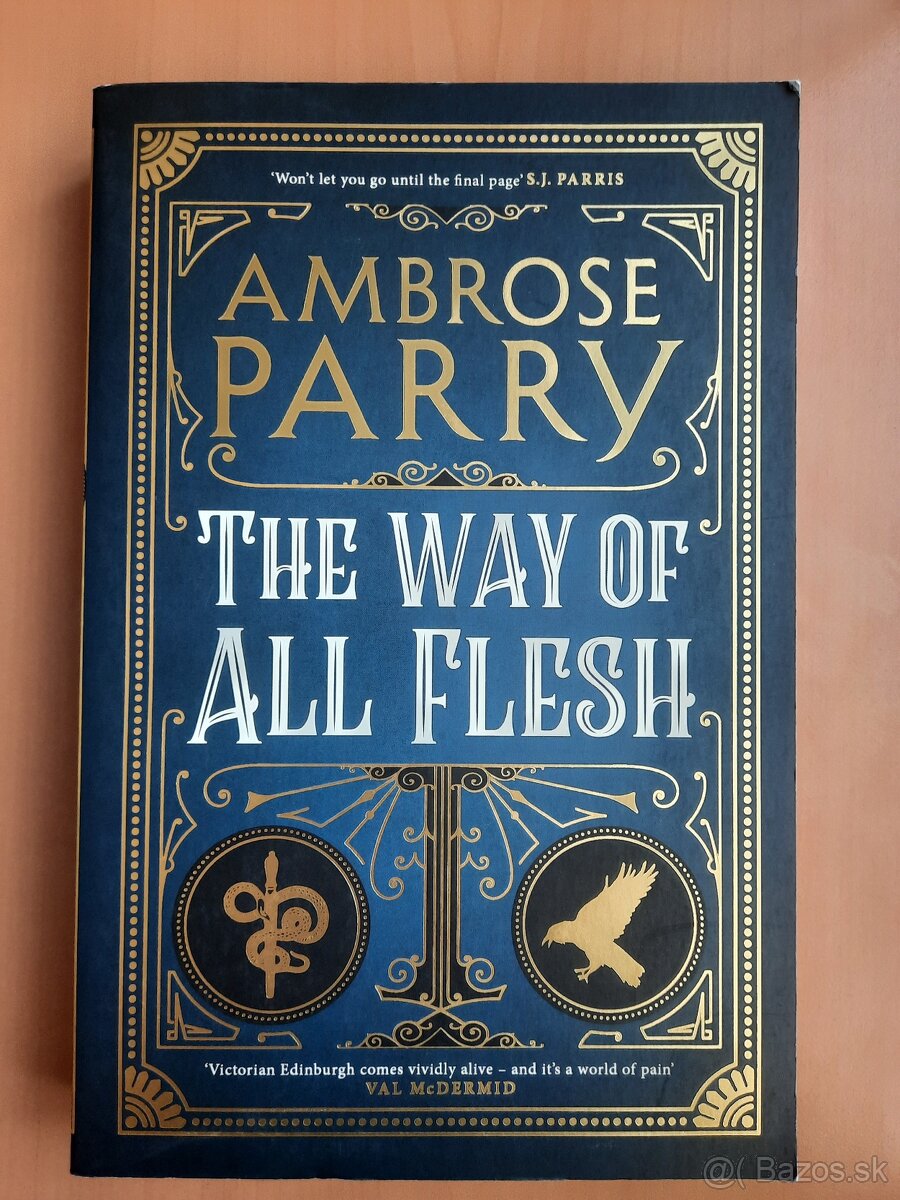 ‘Won’t let you go until the final page’ S.J. PARRIS
AMBROSE
PARRY
THE WAY OF
ALL FLESH
‘Victorian Edinburgh comes vividly alive – and it’s a world of pain’
VAL McDERMID
@( Bazos.sk